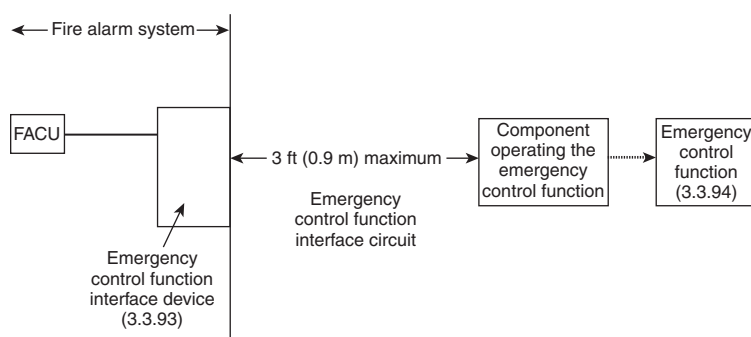 Fire alarm system
FACU
3 ft (0.9 m) maximum
Component
operating the
emergency
control function
Emergency
control
function
(3.3.94)
Emergency
control function
interface circuit
Emergency
control function
interface device
(3.3.93)